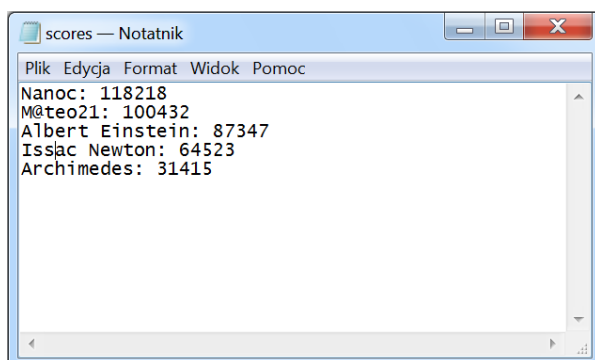 scores — Notatnik
Plik Edycja Format Widok Pomoc
Nanoc: 118218
M@teo21: 100432
Albert Einstein: 87347
Issac Newton: 64523
Archimedes: 31415